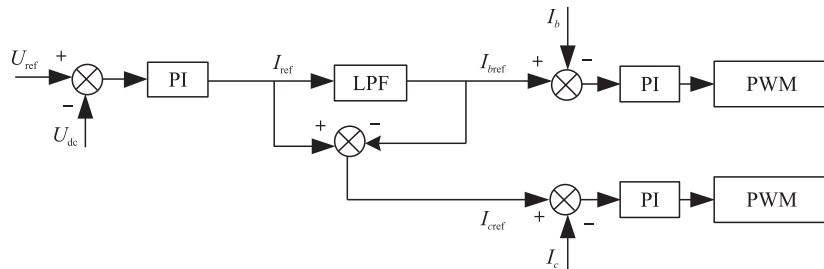 I_b
U_ref + PI I_ref LPF I_bref + − PI PWM
−
U_dc
+ −
PI PWM
I_cref + −
I_c